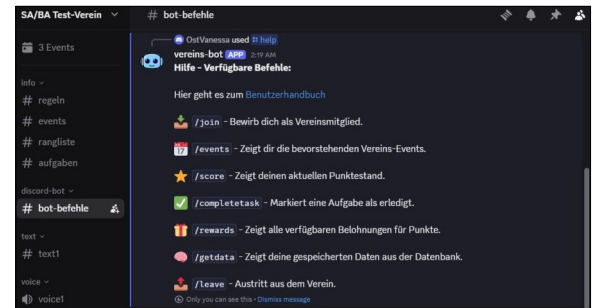 SA/BA Test-Verein
# bot-befehle
3 Events
info
# regeln
# events
# rangliste
# aufgaben
discord-bot
# bot-befehle
text
# text1
voice
voice1
OstVanessa used help
vereins-bot APP 2:19 AM
Hilfe - Verfügbare Befehle:
Hier geht es zum Benutzerhandbuch
/join - Bewirb dich als Vereinsmitglied.
/events - Zeigt dir die bevorstehenden Vereins-Events.
/score - Zeigt deinen aktuellen Punktestand.
/completetask - Markiert eine Aufgabe als erledigt.
/rewards - Zeigt alle verfügbaren Belohnungen für Punkte.
/getdata - Zeigt deine gespeicherten Daten aus der Datenbank.
/leave - Austritt aus dem Verein.
Only you can see this • Dismiss message